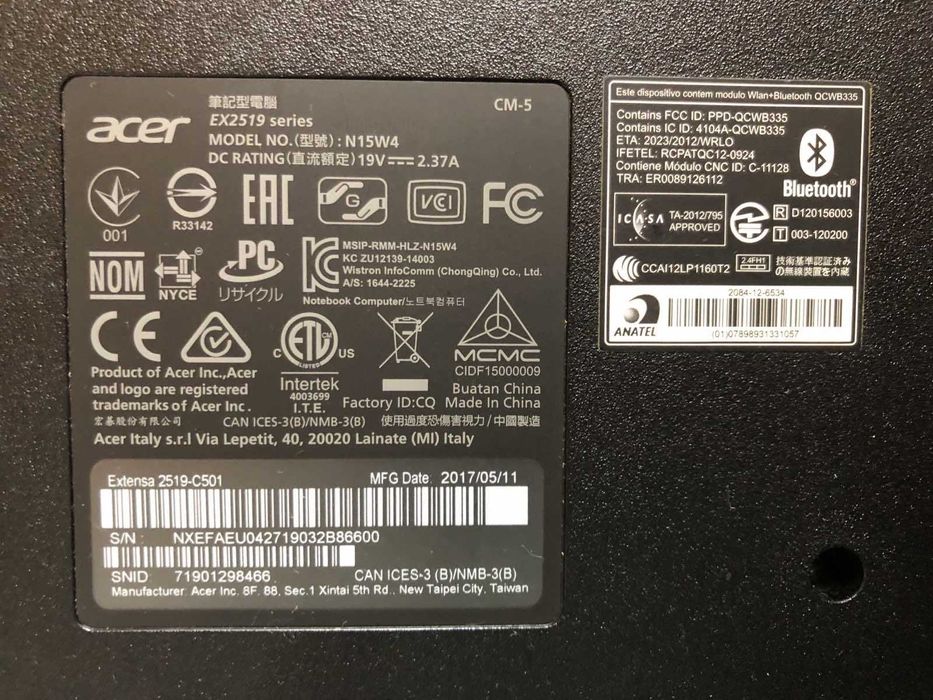 筆記型電腦
CM-5
acer
EX2519 series
MODEL NO.(型號) : N15W4
DC RATING(直流額定) 19V⎓2.37A
001
R33142
EAC
G
VCI
FC
NOM
NYCE
PC
リサイクル
MSIP-RMM-HLZ-N15W4
KC ZU12139-14003
Wistron InfoComm (ChongQing) Co., Ltd.
A/S: 1644-2225
Notebook Computer/노트북컴퓨터
CE
C ETL CM US
LISTED
Intertek
4003699
I.T.E.
MCMC
CIDF15000009
Product of Acer Inc.,Acer
and logo are registered
trademarks of Acer Inc .
Factory ID:CQ
Buatan China
Made In China
宏碁股份有限公司
CAN ICES-3(B)/NMB-3(B)
使用過度恐傷害視力 / 中國製造
Acer Italy s.r.l Via Lepetit, 40, 20020 Lainate (MI) Italy
Extensa 2519-C501
MFG Date: 2017/05/11
S/N : NXEFAEU042719032B86600
SNID 71901298466
CAN ICES-3 (B)/NMB-3(B)
Manufacturer: Acer Inc. 8F. 88, Sec.1 Xintai 5th Rd., New Taipei City, Taiwan
Este dispositivo contem modulo Wlan+Bluetooth QCWB335
Contains FCC ID: PPD-QCWB335
Contains IC ID: 4104A-QCWB335
ETA: 2023/2012/WRLO
IFETEL: RCPATQC12-0924
Contiene Módulo CNC ID: C-11128
TRA: ER0089126112
Bluetooth®
ICASA
TA-2012/795
APPROVED
R D120156003
T 003-120200
CCAI12LP1160T2
2.4FH1
技術基準認証済み
の無線装置を内蔵
ANATEL
2084-12-6534
(01)07898931331057